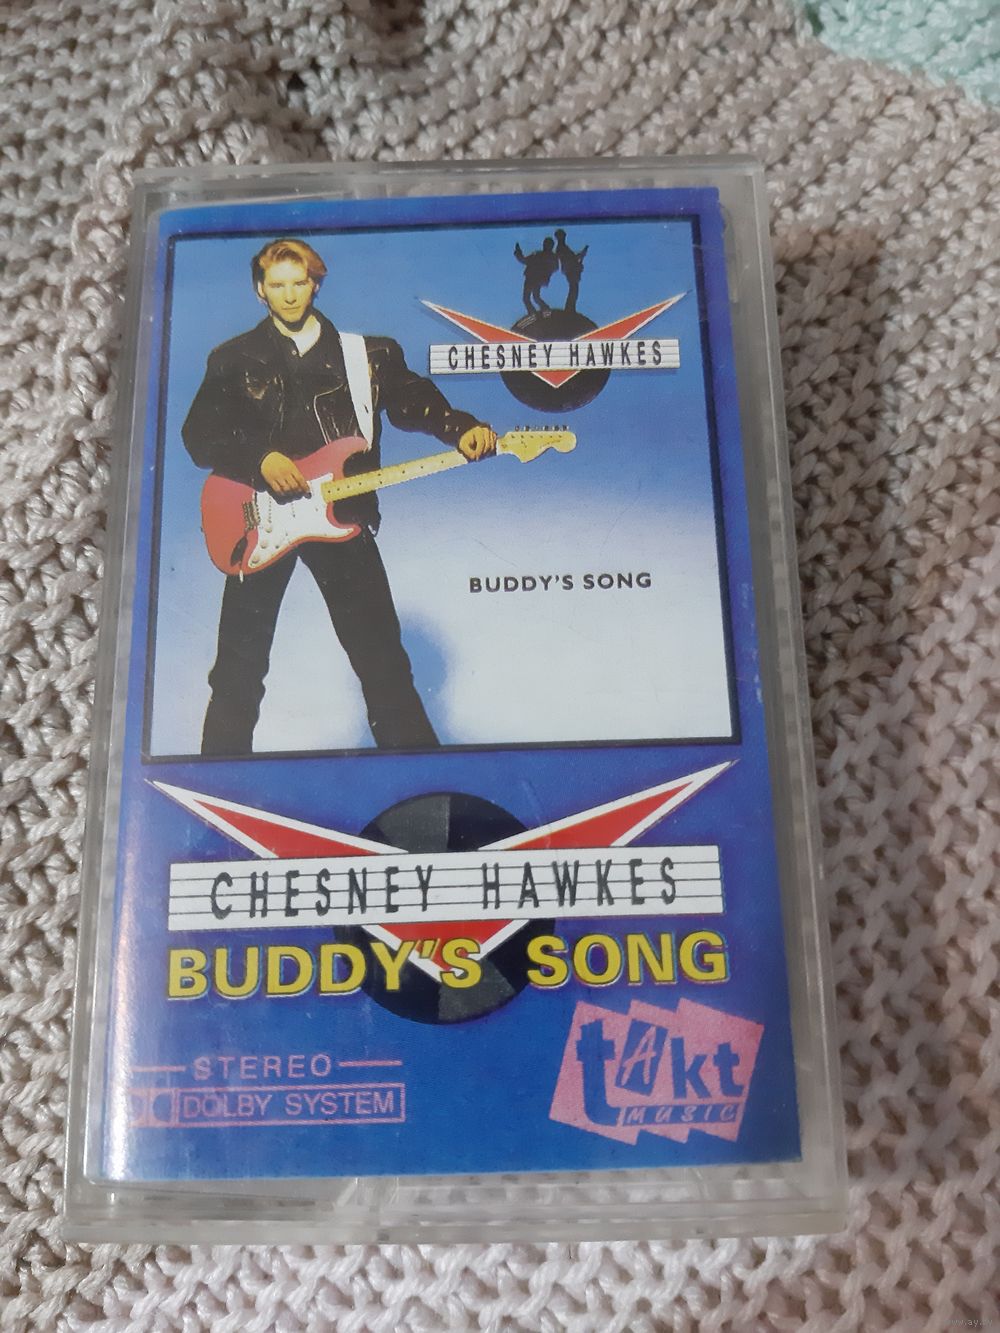 CHESNEY HAWKES
BUDDY'S SONG
CHESNEY HAWKES
BUDDY'S SONG
STEREO
DOLBY SYSTEM
tAkt
MUSIC